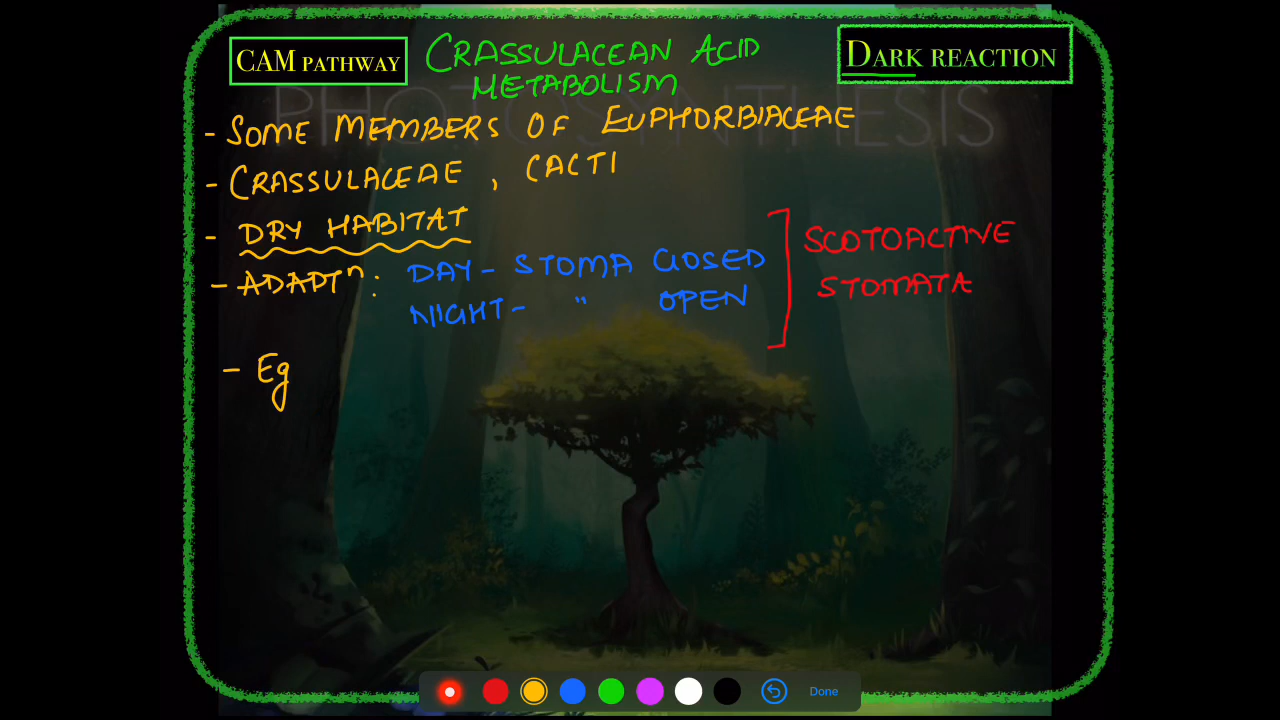 CAM PATHWAY
CRASSULACEAN ACID
METABOLISM
DARK REACTION
PHOTOSYNTHESIS
- SOME MEMBERS OF EUPHORBIACEAE
- CRASSULACEAE , CACTI
- DRY HABITAT
- ADAPTⁿ : DAY - STOMA CLOSED
NIGHT - " OPEN
SCOTOACTIVE
STOMATA
- Eg
Done